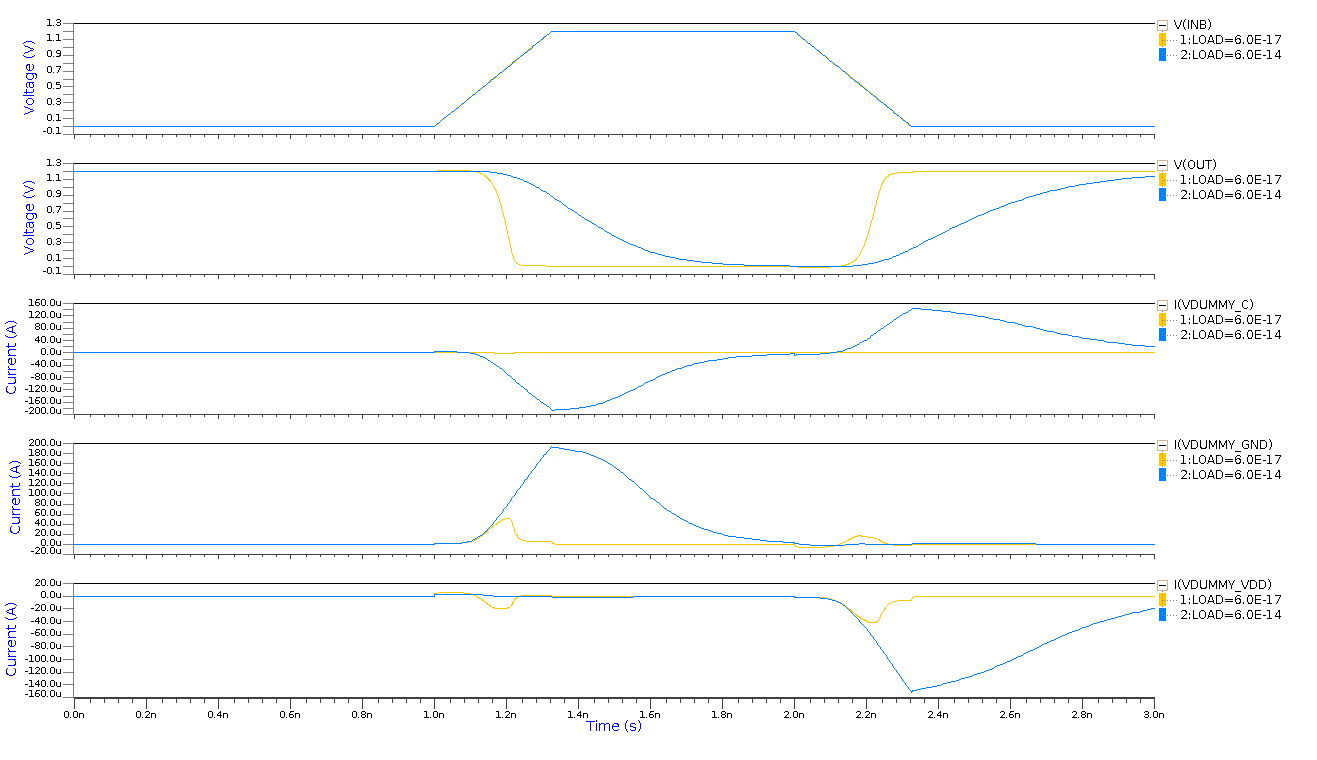 V(INB)
1:LOAD=6.0E-17
2:LOAD=6.0E-14
Voltage (V)
1.3
1.1
0.9
0.7
0.5
0.3
0.1
-0.1
V(OUT)
1:LOAD=6.0E-17
2:LOAD=6.0E-14
Voltage (V)
1.3
1.1
0.9
0.7
0.5
0.3
0.1
-0.1
I(VDUMMY_C)
1:LOAD=6.0E-17
2:LOAD=6.0E-14
Current (A)
160.0u
120.0u
80.0u
40.0u
0.0u
-40.0u
-80.0u
-120.0u
-160.0u
-200.0u
I(VDUMMY_GND)
1:LOAD=6.0E-17
2:LOAD=6.0E-14
Current (A)
200.0u
180.0u
160.0u
140.0u
120.0u
100.0u
80.0u
60.0u
40.0u
20.0u
0.0u
-20.0u
I(VDUMMY_VDD)
1:LOAD=6.0E-17
2:LOAD=6.0E-14
Current (A)
20.0u
0.0u
-20.0u
-40.0u
-60.0u
-80.0u
-100.0u
-120.0u
-140.0u
-160.0u
0.0n 0.2n 0.4n 0.6n 0.8n 1.0n 1.2n 1.4n 1.6n 1.8n 2.0n 2.2n 2.4n 2.6n 2.8n 3.0n
Time (s)